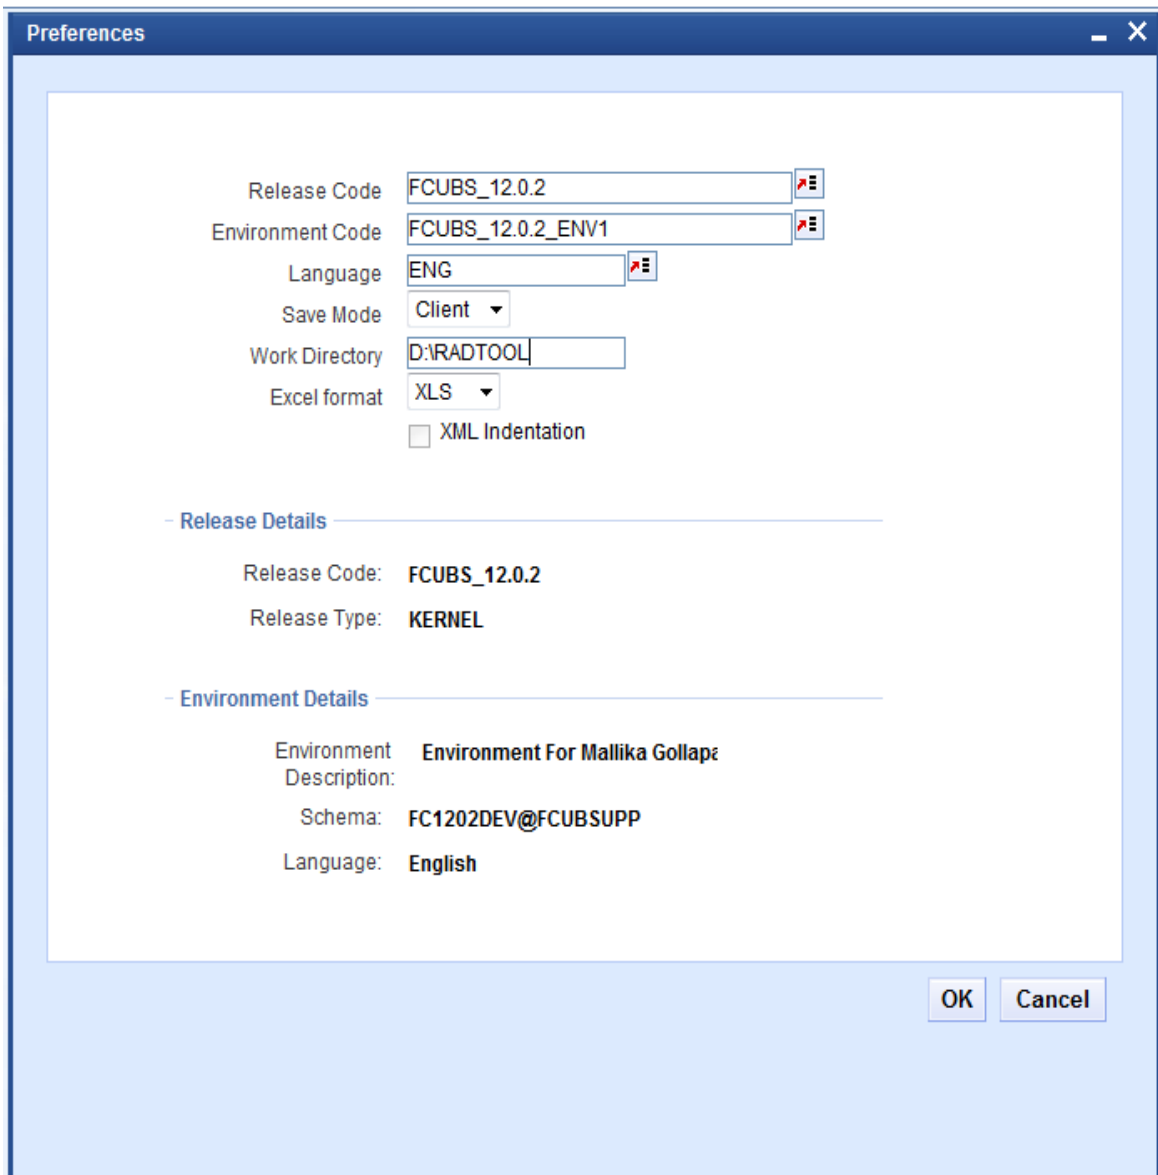 Preferences
Release Code FCUBS_12.0.2
Environment Code FCUBS_12.0.2_ENV1
Language ENG
Save Mode Client
Work Directory D:\RADTOOL
Excel format XLS
XML Indentation
Release Details
Release Code: FCUBS_12.0.2
Release Type: KERNEL
Environment Details
Environment Description: Environment For Mallika
Schema: FC1202DEV@FCUBSUPP
Language: English
OK Cancel